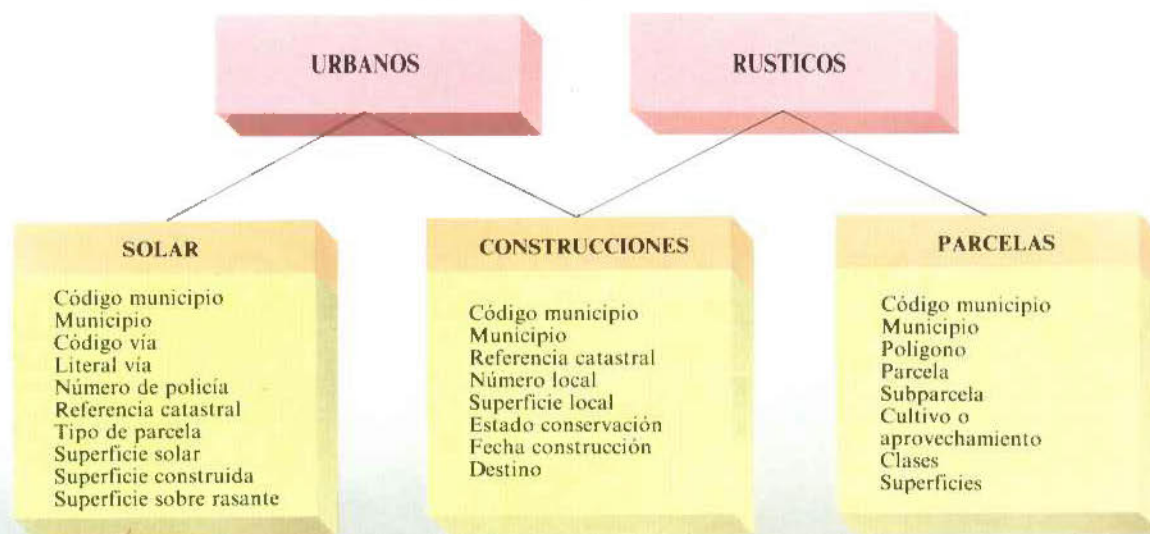 URBANOS
RUSTICOS
SOLAR
Código municipio
Municipio
Código vía
Literal vía
Número de policía
Referencia catastral
Tipo de parcela
Superficie solar
Superficie construida
Superficie sobre rasante
CONSTRUCCIONES
Código municipio
Municipio
Referencia catastral
Número local
Superficie local
Estado conservación
Fecha construcción
Destino
PARCELAS
Código municipio
Municipio
Polígono
Parcela
Subparcela
Cultivo o
aprovechamiento
Clases
Superficies